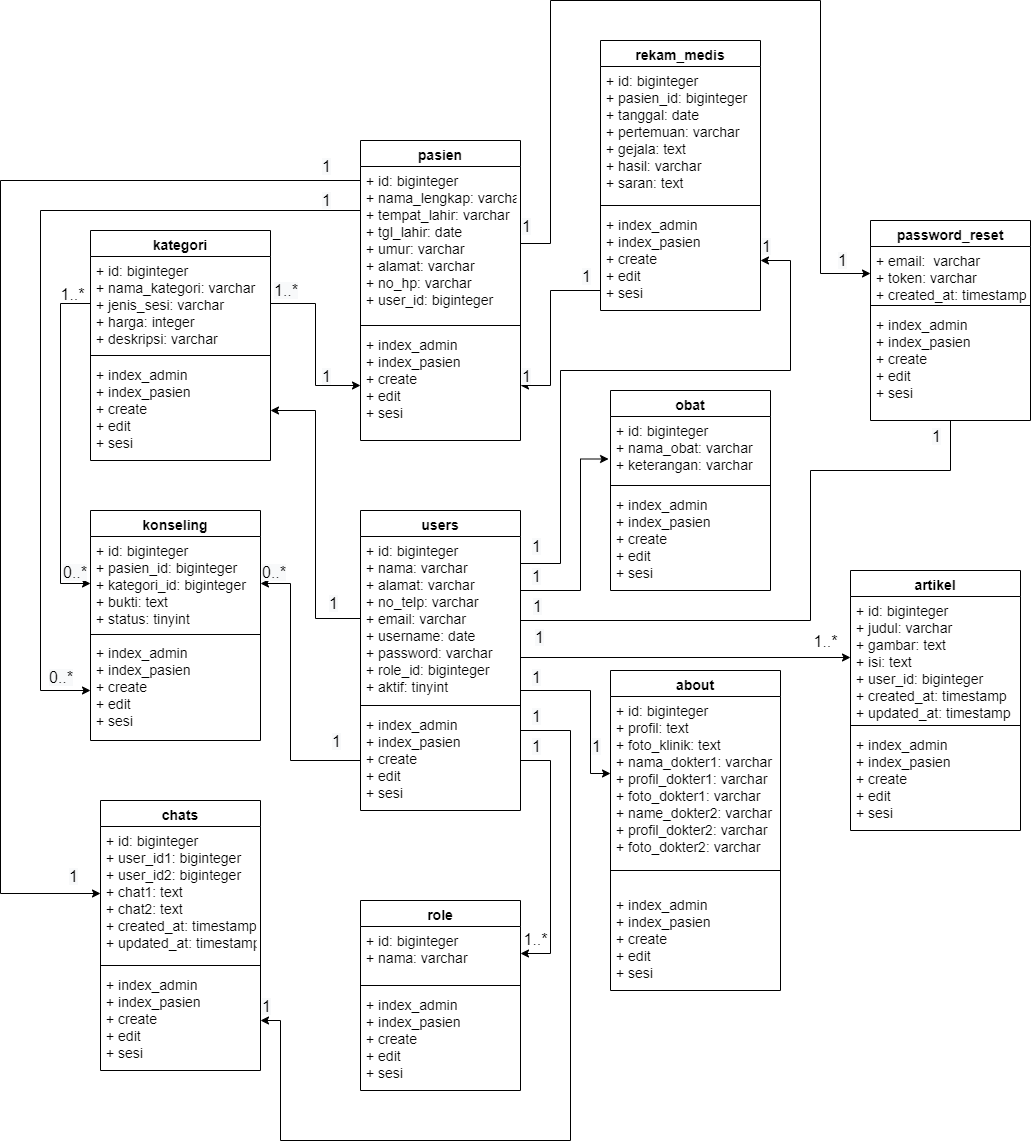 rekam_medis
+ id: biginteger
+ pasien_id: biginteger
+ tanggal: date
+ pertemuan: varchar
+ gejala: text
+ hasil: varchar
+ saran: text
+ index_admin
+ index_pasien
+ create
+ edit
+ sesi
1
1
pasien
+ id: biginteger
+ nama_lengkap: varcha
+ tempat_lahir: varchar
+ tgl_lahir: date
+ umur: varchar
+ alamat: varchar
+ no_hp: varchar
+ user_id: biginteger
+ index_admin
+ index_pasien
+ create
+ edit
+ sesi
1
1
1
1
1
password_reset
+ email:  varchar
+ token: varchar
+ created_at: timestamp
+ index_admin
+ index_pasien
+ create
+ edit
+ sesi
1
1
kategori
+ id: biginteger
+ nama_kategori: varchar
+ jenis_sesi: varchar
+ harga: integer
+ deskripsi: varchar
+ index_admin
+ index_pasien
+ create
+ edit
+ sesi
1..*
1..*
obat
+ id: biginteger
+ nama_obat: varchar
+ keterangan: varchar
+ index_admin
+ index_pasien
+ create
+ edit
+ sesi
konseling
+ id: biginteger
+ pasien_id: biginteger
+ kategori_id: biginteger
+ bukti: text
+ status: tinyint
+ index_admin
+ index_pasien
+ create
+ edit
+ sesi
0..*
0..*
0..*
users
+ id: biginteger
+ nama: varchar
+ alamat: varchar
+ no_telp: varchar
+ email: varchar
+ username: date
+ password: varchar
+ role_id: biginteger
+ aktif: tinyint
+ index_admin
+ index_pasien
+ create
+ edit
+ sesi
1
1
1
1
1
1
1
1
1
artikel
+ id: biginteger
+ judul: varchar
+ gambar: text
+ isi: text
+ user_id: biginteger
+ created_at: timestamp
+ updated_at: timestamp
+ index_admin
+ index_pasien
+ create
+ edit
+ sesi
1..*
about
+ id: biginteger
+ profil: text
+ foto_klinik: text
+ nama_dokter1: varchar
+ profil_dokter1: varchar
+ foto_dokter1: varchar
+ name_dokter2: varchar
+ profil_dokter2: varchar
+ foto_dokter2: varchar
+ index_admin
+ index_pasien
+ create
+ edit
+ sesi
1
chats
+ id: biginteger
+ user_id1: biginteger
+ user_id2: biginteger
+ chat1: text
+ chat2: text
+ created_at: timestamp
+ updated_at: timestamp
+ index_admin
+ index_pasien
+ create
+ edit
+ sesi
1
1
role
+ id: biginteger
+ nama: varchar
+ index_admin
+ index_pasien
+ create
+ edit
+ sesi
1..*